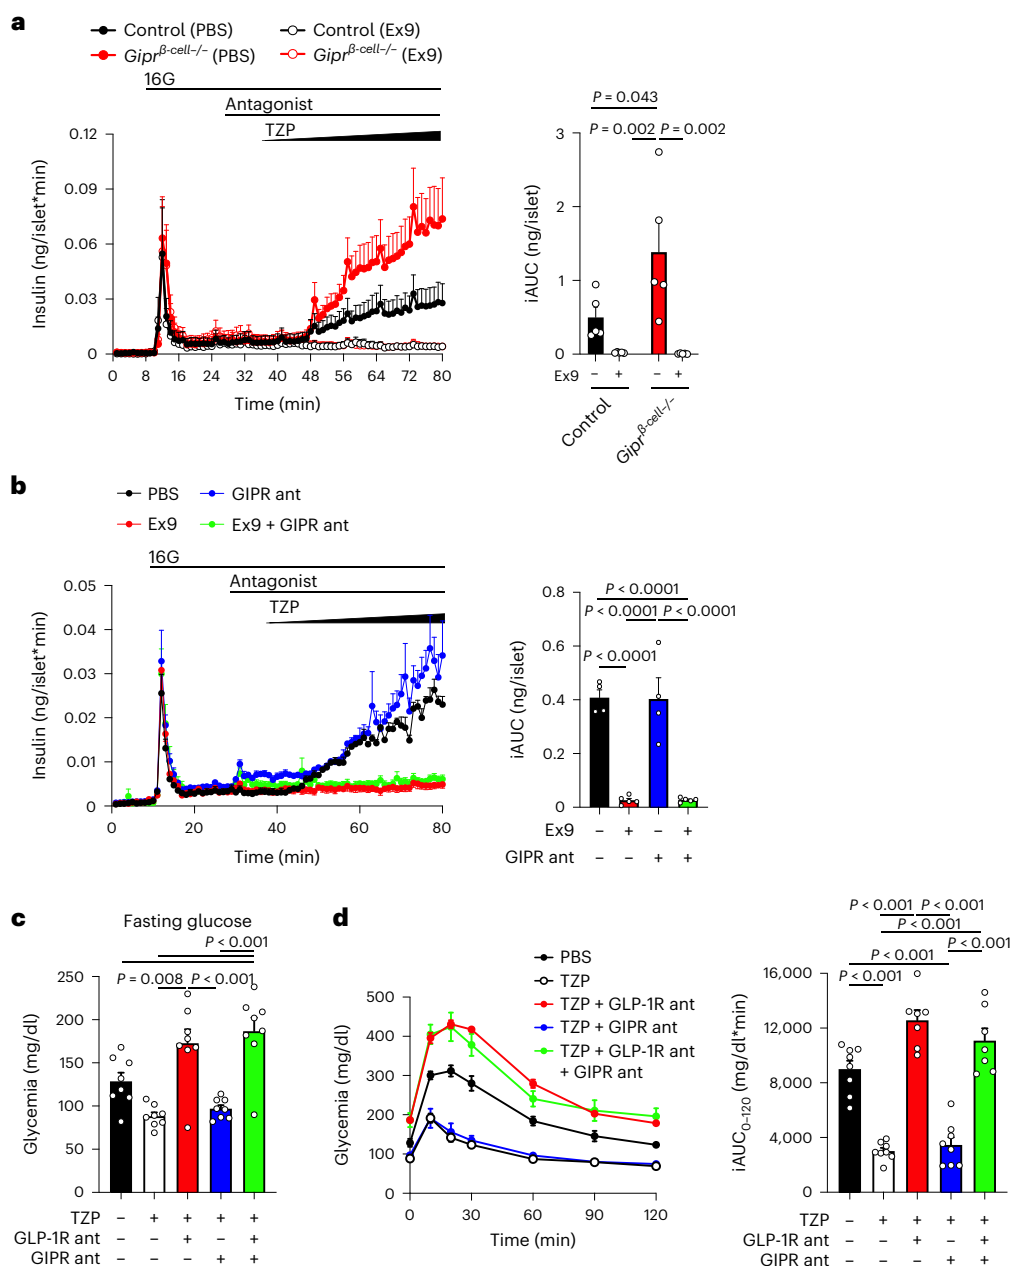 a
Control (PBS)
Control (Ex9)
Gipr^β-cell–/– (PBS)
Gipr^β-cell–/– (Ex9)
16G
Antagonist
TZP
Insulin (ng/islet*min)
0.12
0.09
0.06
0.03
0
0 8 16 24 32 40 48 56 64 72 80
Time (min)
P = 0.043
P = 0.002 P = 0.002
iAUC (ng/islet)
3
2
1
0
Ex9 – + – +
Control
Gipr^β-cell–/–
b
PBS
GIPR ant
Ex9
Ex9 + GIPR ant
16G
Antagonist
TZP
Insulin (ng/islet*min)
0.05
0.04
0.03
0.02
0.01
0
0 20 40 60 80
Time (min)
P < 0.0001
P < 0.0001 P < 0.0001
P < 0.0001
iAUC (ng/islet)
0.8
0.6
0.4
0.2
0
Ex9 – + – +
GIPR ant – – + +
c
Fasting glucose
P < 0.001
P = 0.008 P < 0.001
Glycemia (mg/dl)
250
200
150
100
50
0
TZP – + + + +
GLP-1R ant – – + – +
GIPR ant – – – + +
d
PBS
TZP
TZP + GLP-1R ant
TZP + GIPR ant
TZP + GLP-1R ant
+ GIPR ant
Glycemia (mg/dl)
500
400
300
200
100
0
0 30 60 90 120
Time (min)
P < 0.001 P < 0.001
P < 0.001
P < 0.001
P < 0.001
P < 0.001
iAUC0–120 (mg/dl*min)
16,000
12,000
8,000
4,000
0
TZP – + + + +
GLP-1R ant – – + – +
GIPR ant – – – + +